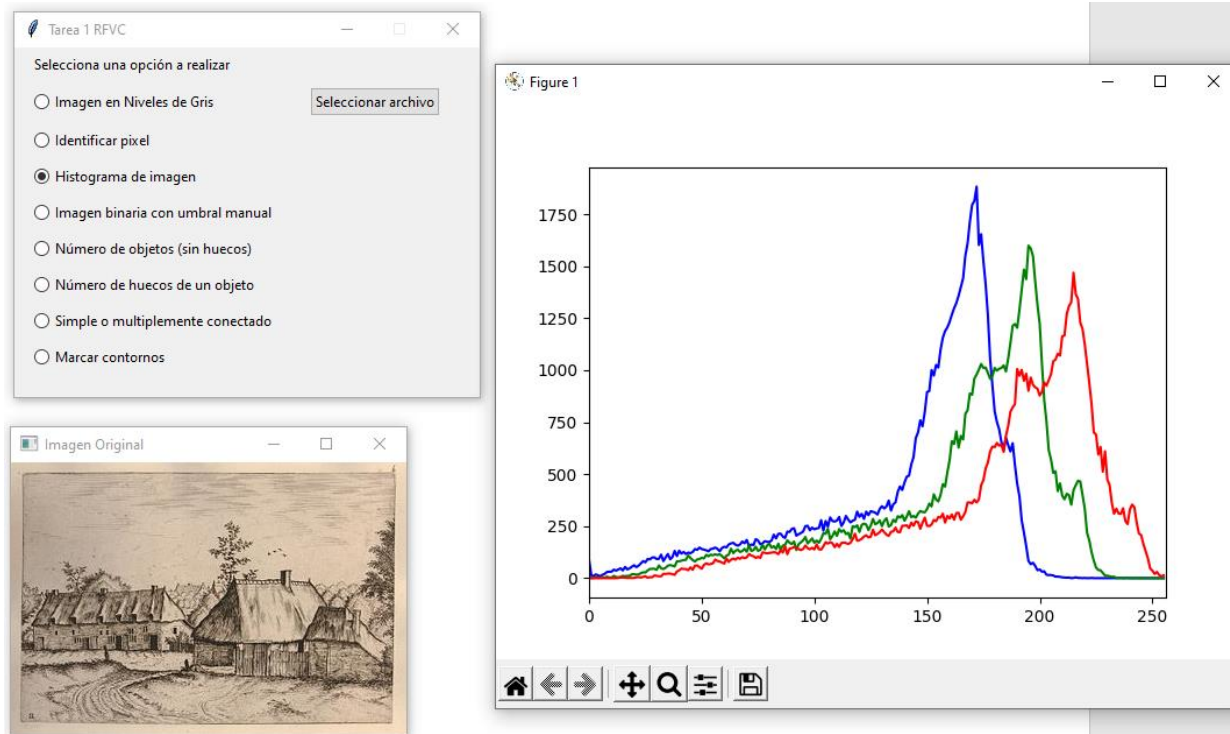 Tarea 1 RFVC
Selecciona una opción a realizar
Imagen en Niveles de Gris
Seleccionar archivo
Identificar pixel
Histograma de imagen
Imagen binaria con umbral manual
Número de objetos (sin huecos)
Número de huecos de un objeto
Simple o multiplemente conectado
Marcar contornos
Imagen Original
Figure 1
1750
1500
1250
1000
750
500
250
0
0 50 100 150 200 250